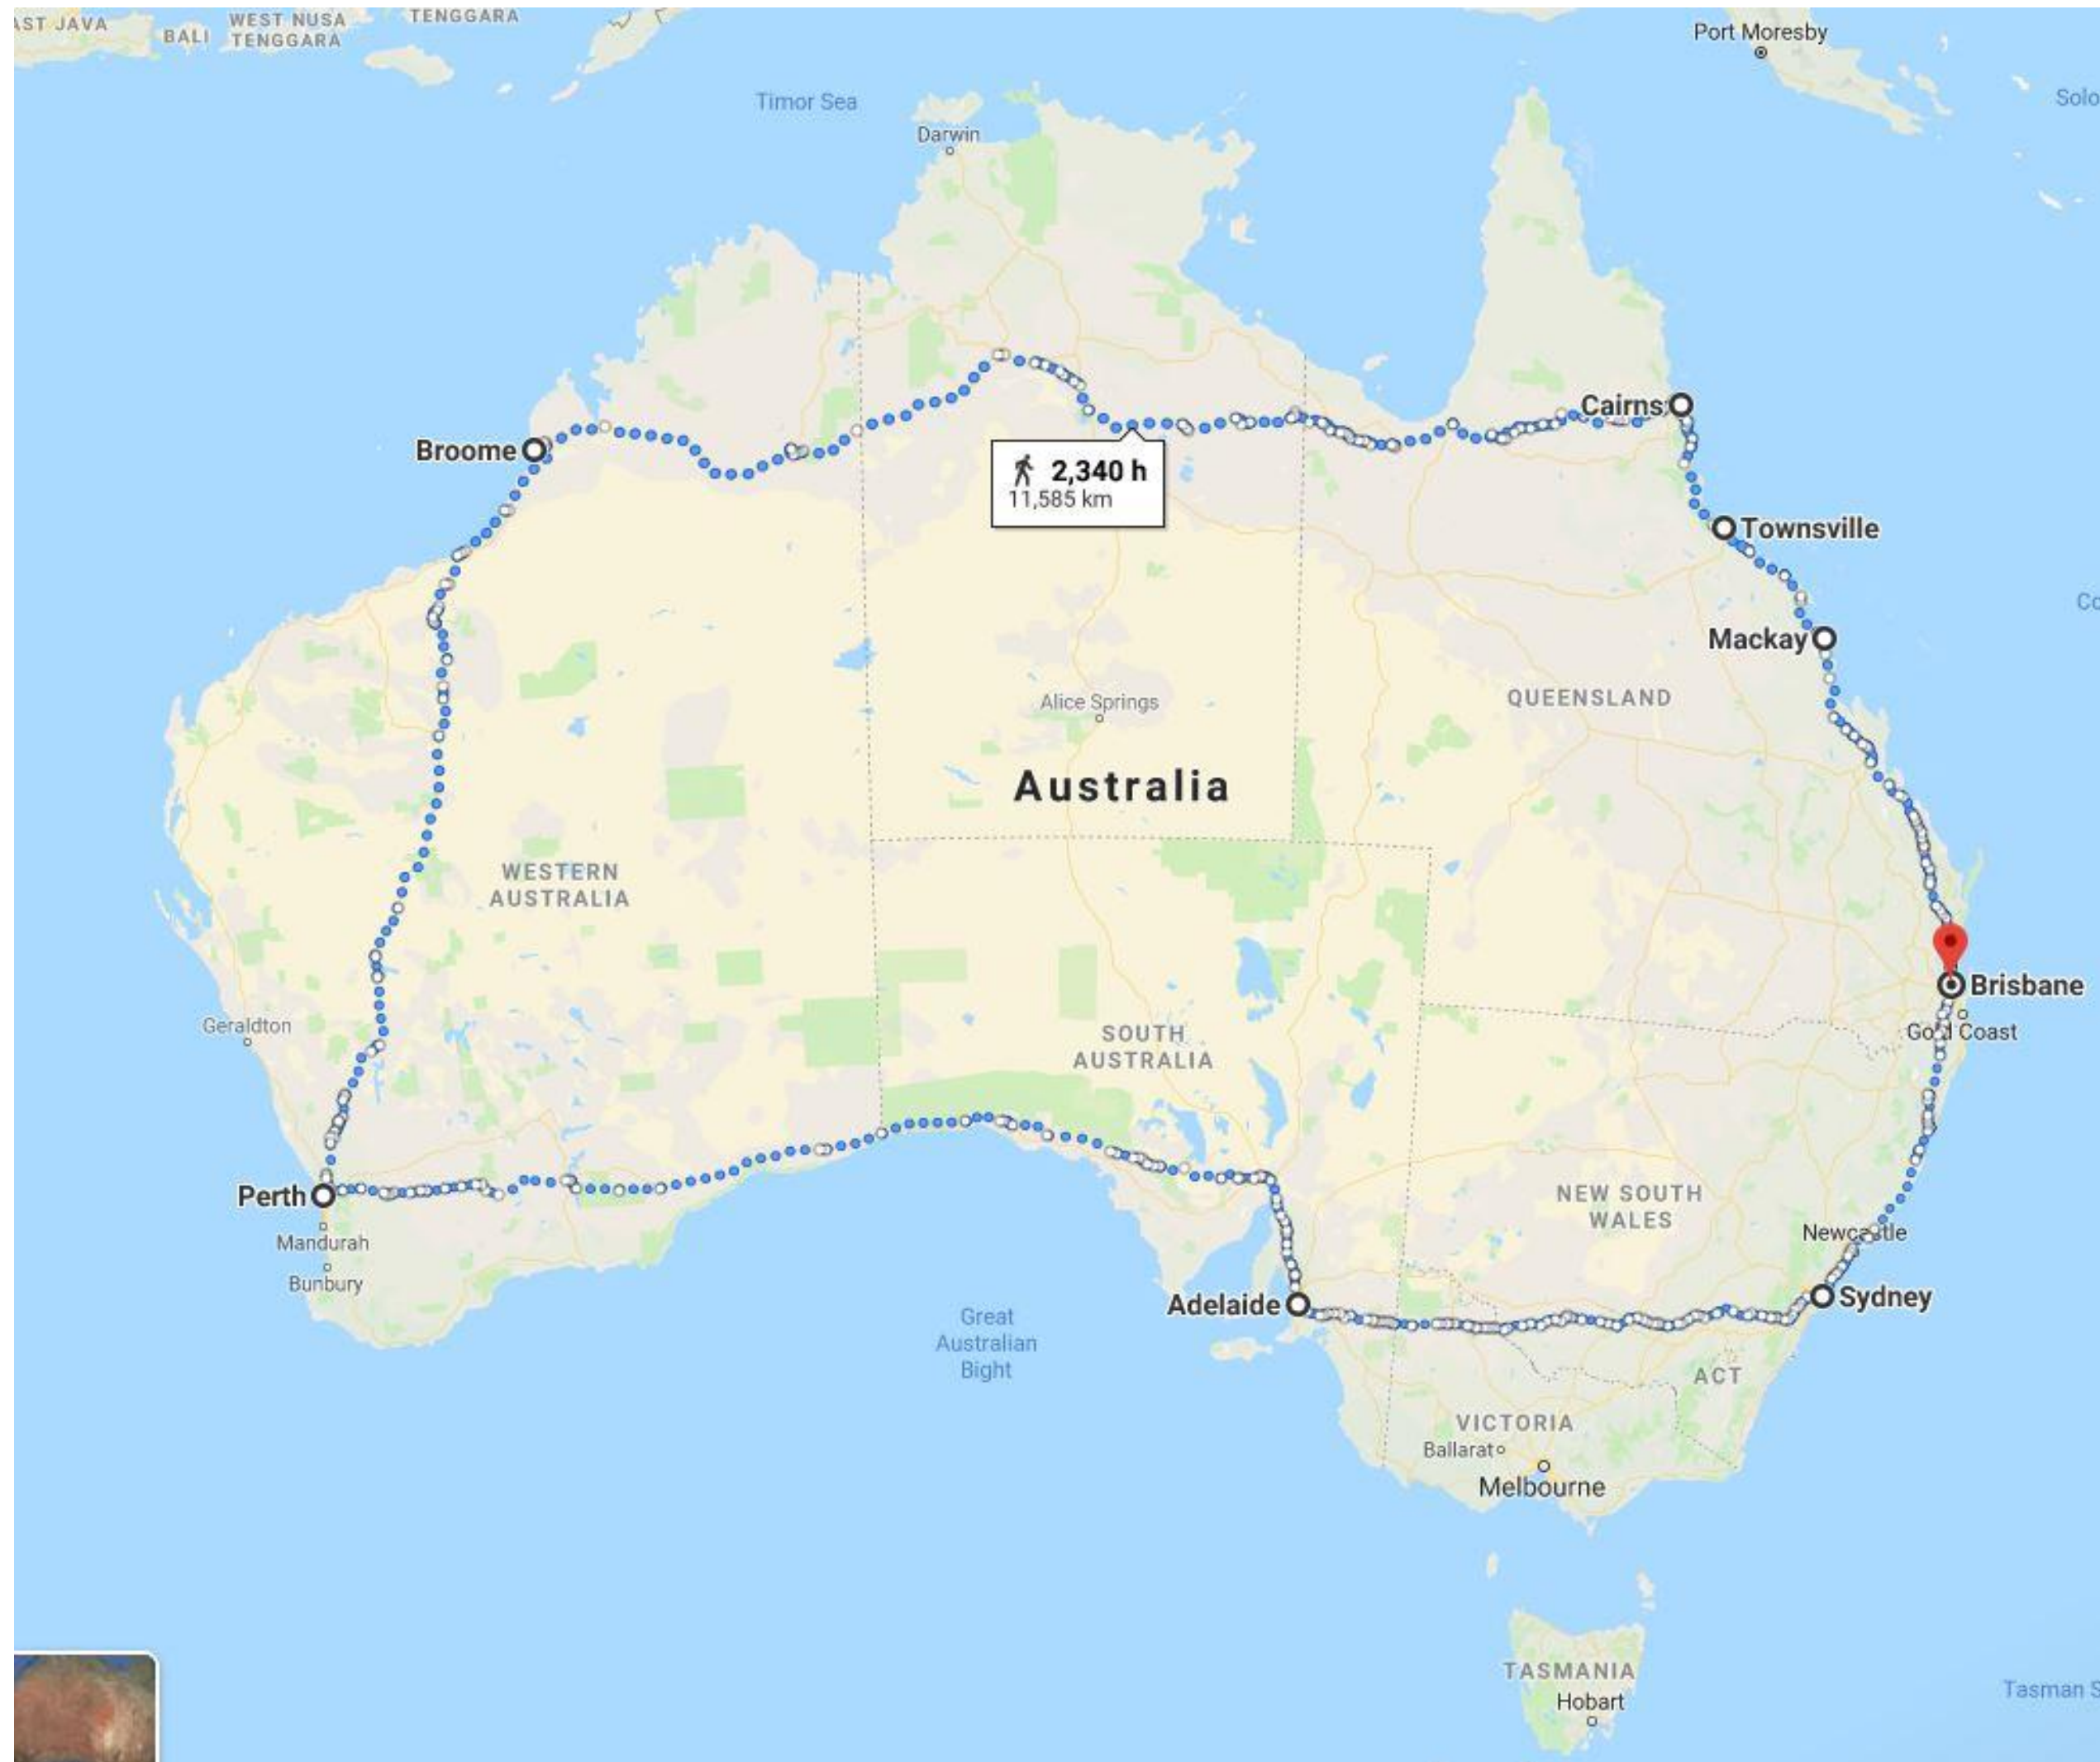 AST JAVA
BALI
WEST NUSA
TENGGARA
TENGGARA
Port Moresby
Timor Sea
Solo
Darwin
Cairns
Broome
2,340 h
11,585 km
Townsville
Co
Mackay
QUEENSLAND
Alice Springs
Australia
WESTERN
AUSTRALIA
Brisbane
Geraldton
Gold Coast
SOUTH
AUSTRALIA
Perth
NEW SOUTH
WALES
Newcastle
Mandurah
Bunbury
Adelaide
Sydney
Great
Australian
Bight
ACT
VICTORIA
Ballarat
Melbourne
TASMANIA
Hobart
Tasman S